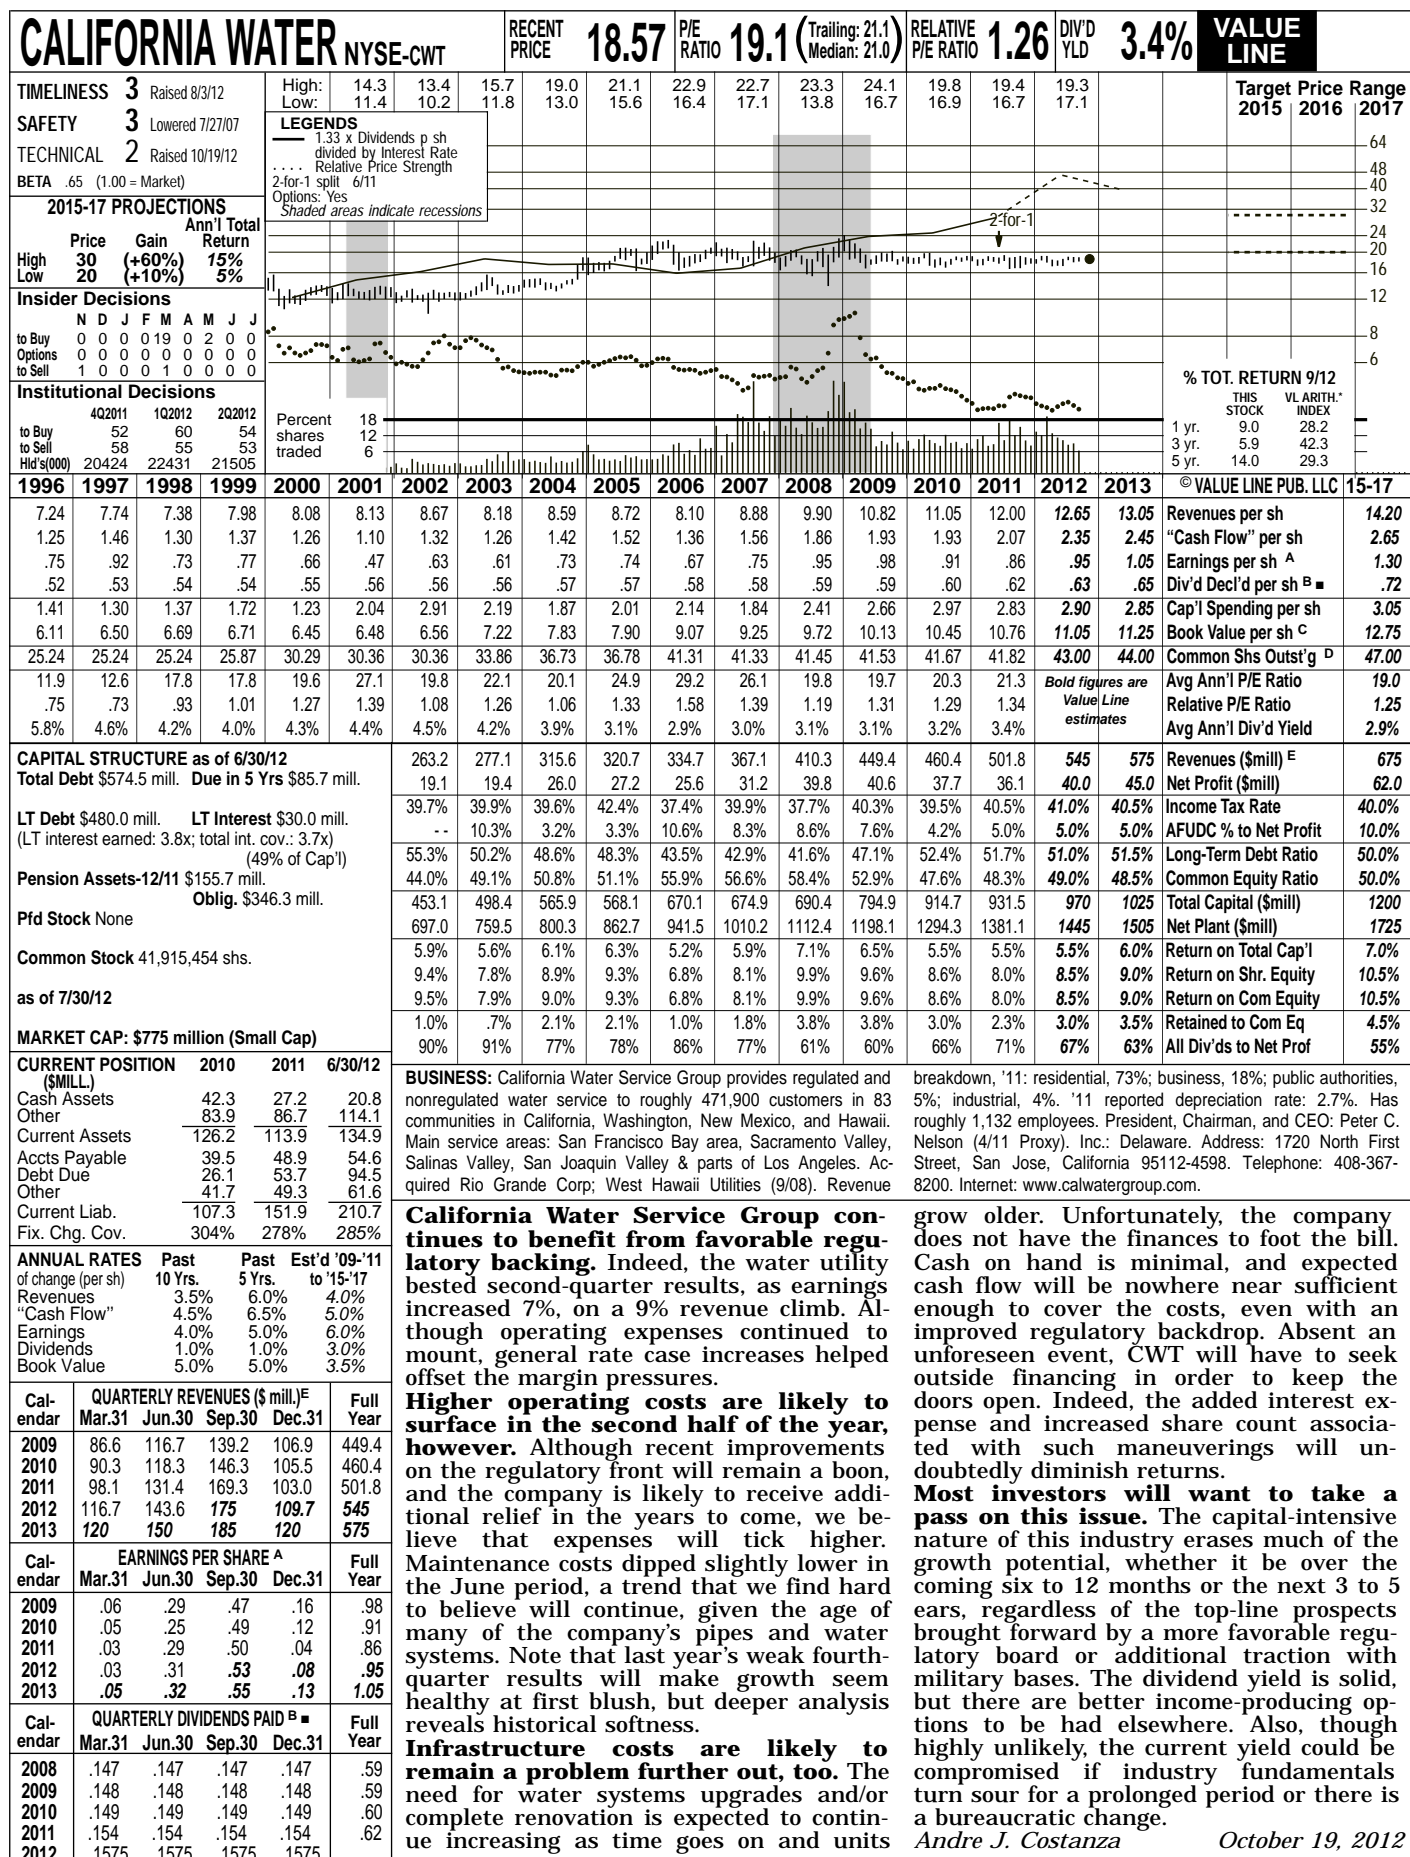 CALIFORNIA WATER NYSE-CWT
RECENT PRICE 18.57
P/E RATIO 19.1 (Trailing: 21.1 Median: 21.0)
RELATIVE P/E RATIO 1.26
DIV'D YLD 3.4%
VALUE LINE
TIMELINESS 3 Raised 8/3/12
SAFETY 3 Lowered 7/27/07
TECHNICAL 2 Raised 10/19/12
BETA .65 (1.00 = Market)
2015-17 PROJECTIONS
Ann'l Total
Price Gain Return
High 30 (+60%) 15%
Low 20 (+10%) 5%
Insider Decisions
N D J F M A M J J
to Buy 0 0 0 0 19 0 2 0 0
Options 0 0 0 0 0 0 0 0 0
to Sell 1 0 0 0 1 0 0 0 0
Institutional Decisions
4Q2011 1Q2012 2Q2012
to Buy 52 60 54
to Sell 58 55 53
Hld's(000) 20424 22431 21505
High: 14.3 13.4 15.7 19.0 21.1 22.9 22.7 23.3 24.1 19.8 19.4 19.3
Low: 11.4 10.2 11.8 13.0 15.6 16.4 17.1 13.8 16.7 16.9 16.7 17.1
LEGENDS
1.33 x Dividends p sh
divided by Interest Rate
. . . . Relative Price Strength
2-for-1 split 6/11
Options: Yes
Shaded areas indicate recessions
2-for-1
Target Price Range
2015 2016 2017
64
48
40
32
24
20
16
12
8
6
Percent shares traded
18
12
6
% TOT. RETURN 9/12
THIS STOCK VL ARITH.* INDEX
1 yr. 9.0 28.2
3 yr. 5.9 42.3
5 yr. 14.0 29.3
1996 1997 1998 1999 2000 2001 2002 2003 2004 2005 2006 2007 2008 2009 2010 2011 2012 2013 © VALUE LINE PUB. LLC 15-17
7.24 7.74 7.38 7.98 8.08 8.13 8.67 8.18 8.59 8.72 8.10 8.88 9.90 10.82 11.05 12.00 12.65 13.05 Revenues per sh 14.20
1.25 1.46 1.30 1.37 1.26 1.10 1.32 1.26 1.42 1.52 1.36 1.56 1.86 1.93 1.93 2.07 2.35 2.45 "Cash Flow" per sh 2.65
.75 .92 .73 .77 .66 .47 .63 .61 .73 .74 .67 .75 .95 .98 .91 .86 .95 1.05 Earnings per sh A 1.30
.52 .53 .54 .54 .55 .56 .56 .56 .57 .57 .58 .58 .59 .59 .60 .62 .63 .65 Div'd Decl'd per sh B ■ .72
1.41 1.30 1.37 1.72 1.23 2.04 2.91 2.19 1.87 2.01 2.14 1.84 2.41 2.66 2.97 2.83 2.90 2.85 Cap'l Spending per sh 3.05
6.11 6.50 6.69 6.71 6.45 6.48 6.56 7.22 7.83 7.90 9.07 9.25 9.72 10.13 10.45 10.76 11.05 11.25 Book Value per sh C 12.75
25.24 25.24 25.24 25.87 30.29 30.36 30.36 33.86 36.73 36.78 41.31 41.33 41.45 41.53 41.67 41.82 43.00 44.00 Common Shs Outst'g D 47.00
11.9 12.6 17.8 17.8 19.6 27.1 19.8 22.1 20.1 24.9 29.2 26.1 19.8 19.7 20.3 21.3 Avg Ann'l P/E Ratio 19.0
.75 .73 .93 1.01 1.27 1.39 1.08 1.26 1.06 1.33 1.58 1.39 1.19 1.31 1.29 1.34 Relative P/E Ratio 1.25
5.8% 4.6% 4.2% 4.0% 4.3% 4.4% 4.5% 4.2% 3.9% 3.1% 2.9% 3.0% 3.1% 3.1% 3.2% 3.4% Avg Ann'l Div'd Yield 2.9%
Bold figures are
Value Line
estimates
CAPITAL STRUCTURE as of 6/30/12
Total Debt $574.5 mill. Due in 5 Yrs $85.7 mill.
LT Debt $480.0 mill. LT Interest $30.0 mill.
(LT interest earned: 3.8x; total int. cov.: 3.7x)
(49% of Cap'l)
Pension Assets-12/11 $155.7 mill.
Oblig. $346.3 mill.
Pfd Stock None
Common Stock 41,915,454 shs.
as of 7/30/12
MARKET CAP: $775 million (Small Cap)
263.2 277.1 315.6 320.7 334.7 367.1 410.3 449.4 460.4 501.8 545 575 Revenues ($mill) E 675
19.1 19.4 26.0 27.2 25.6 31.2 39.8 40.6 37.7 36.1 40.0 45.0 Net Profit ($mill) 62.0
39.7% 39.9% 39.6% 42.4% 37.4% 39.9% 37.7% 40.3% 39.5% 40.5% 41.0% 40.5% Income Tax Rate 40.0%
- - 10.3% 3.2% 3.3% 10.6% 8.3% 8.6% 7.6% 4.2% 5.0% 5.0% 5.0% AFUDC % to Net Profit 10.0%
55.3% 50.2% 48.6% 48.3% 43.5% 42.9% 41.6% 47.1% 52.4% 51.7% 51.0% 51.5% Long-Term Debt Ratio 50.0%
44.0% 49.1% 50.8% 51.1% 55.9% 56.6% 58.4% 52.9% 47.6% 48.3% 49.0% 48.5% Common Equity Ratio 50.0%
453.1 498.4 565.9 568.1 670.1 674.9 690.4 794.9 914.7 931.5 970 1025 Total Capital ($mill) 1200
697.0 759.5 800.3 862.7 941.5 1010.2 1112.4 1198.1 1294.3 1381.1 1445 1505 Net Plant ($mill) 1725
5.9% 5.6% 6.1% 6.3% 5.2% 5.9% 7.1% 6.5% 5.5% 5.5% 5.5% 6.0% Return on Total Cap'l 7.0%
9.4% 7.8% 8.9% 9.3% 6.8% 8.1% 9.9% 9.6% 8.6% 8.0% 8.5% 9.0% Return on Shr. Equity 10.5%
9.5% 7.9% 9.0% 9.3% 6.8% 8.1% 9.9% 9.6% 8.6% 8.0% 8.5% 9.0% Return on Com Equity 10.5%
1.0% .7% 2.1% 2.1% 1.0% 1.8% 3.8% 3.8% 3.0% 2.3% 3.0% 3.5% Retained to Com Eq 4.5%
90% 91% 77% 78% 86% 77% 61% 60% 66% 71% 67% 63% All Div'ds to Net Prof 55%
CURRENT POSITION 2010 2011 6/30/12
($MILL.)
Cash Assets 42.3 27.2 20.8
Other 83.9 86.7 114.1
Current Assets 126.2 113.9 134.9
Accts Payable 39.5 48.9 54.6
Debt Due 26.1 53.7 94.5
Other 41.7 49.3 61.6
Current Liab. 107.3 151.9 210.7
Fix. Chg. Cov. 304% 278% 285%
ANNUAL RATES Past Past Est'd '09-'11
of change (per sh) 10 Yrs. 5 Yrs. to '15-'17
Revenues 3.5% 6.0% 4.0%
"Cash Flow" 4.5% 6.5% 5.0%
Earnings 4.0% 5.0% 6.0%
Dividends 1.0% 1.0% 3.0%
Book Value 5.0% 5.0% 3.5%
Cal- endar QUARTERLY REVENUES ($ mill.)E Full Year
Mar.31 Jun.30 Sep.30 Dec.31
2009 86.6 116.7 139.2 106.9 449.4
2010 90.3 118.3 146.3 105.5 460.4
2011 98.1 131.4 169.3 103.0 501.8
2012 116.7 143.6 175 109.7 545
2013 120 150 185 120 575
Cal- endar EARNINGS PER SHARE A Full Year
Mar.31 Jun.30 Sep.30 Dec.31
2009 .06 .29 .47 .16 .98
2010 .05 .25 .49 .12 .91
2011 .03 .29 .50 .04 .86
2012 .03 .31 .53 .08 .95
2013 .05 .32 .55 .13 1.05
Cal- endar QUARTERLY DIVIDENDS PAID B ■ Full Year
Mar.31 Jun.30 Sep.30 Dec.31
2008 .147 .147 .147 .147 .59
2009 .148 .148 .148 .148 .59
2010 .149 .149 .149 .149 .60
2011 .154 .154 .154 .154 .62
2012 .1575 .1575 .1575 .1575
BUSINESS: California Water Service Group provides regulated and
nonregulated water service to roughly 471,900 customers in 83
communities in California, Washington, New Mexico, and Hawaii.
Main service areas: San Francisco Bay area, Sacramento Valley,
Salinas Valley, San Joaquin Valley & parts of Los Angeles. Ac-
quired Rio Grande Corp; West Hawaii Utilities (9/08). Revenue
breakdown, '11: residential, 73%; business, 18%; public authorities,
5%; industrial, 4%. '11 reported depreciation rate: 2.7%. Has
roughly 1,132 employees. President, Chairman, and CEO: Peter C.
Nelson (4/11 Proxy). Inc.: Delaware. Address: 1720 North First
Street, San Jose, California 95112-4598. Telephone: 408-367-
8200. Internet: www.calwatergroup.com.
California Water Service Group con-
tinues to benefit from favorable regu-
latory backing. Indeed, the water utility
bested second-quarter results, as earnings
increased 7%, on a 9% revenue climb. Al-
though operating expenses continued to
mount, general rate case increases helped
offset the margin pressures.
Higher operating costs are likely to
surface in the second half of the year,
however. Although recent improvements
on the regulatory front will remain a boon,
and the company is likely to receive addi-
tional relief in the years to come, we be-
lieve that expenses will tick higher.
Maintenance costs dipped slightly lower in
the June period, a trend that we find hard
to believe will continue, given the age of
many of the company's pipes and water
systems. Note that last year's weak fourth-
quarter results will make growth seem
healthy at first blush, but deeper analysis
reveals historical softness.
Infrastructure costs are likely to
remain a problem further out, too. The
need for water systems upgrades and/or
complete renovation is expected to contin-
ue increasing as time goes on and units
grow older. Unfortunately, the company
does not have the finances to foot the bill.
Cash on hand is minimal, and expected
cash flow will be nowhere near sufficient
enough to cover the costs, even with an
improved regulatory backdrop. Absent an
unforeseen event, CWT will have to seek
outside financing in order to keep the
doors open. Indeed, the added interest ex-
pense and increased share count associa-
ted with such maneuverings will un-
doubtedly diminish returns.
Most investors will want to take a
pass on this issue. The capital-intensive
nature of this industry erases much of the
growth potential, whether it be over the
coming six to 12 months or the next 3 to 5
ears, regardless of the top-line prospects
brought forward by a more favorable regu-
latory board or additional traction with
military bases. The dividend yield is solid,
but there are better income-producing op-
tions to be had elsewhere. Also, though
highly unlikely, the current yield could be
compromised if industry fundamentals
turn sour for a prolonged period or there is
a bureaucratic change.
Andre J. Costanza October 19, 2012